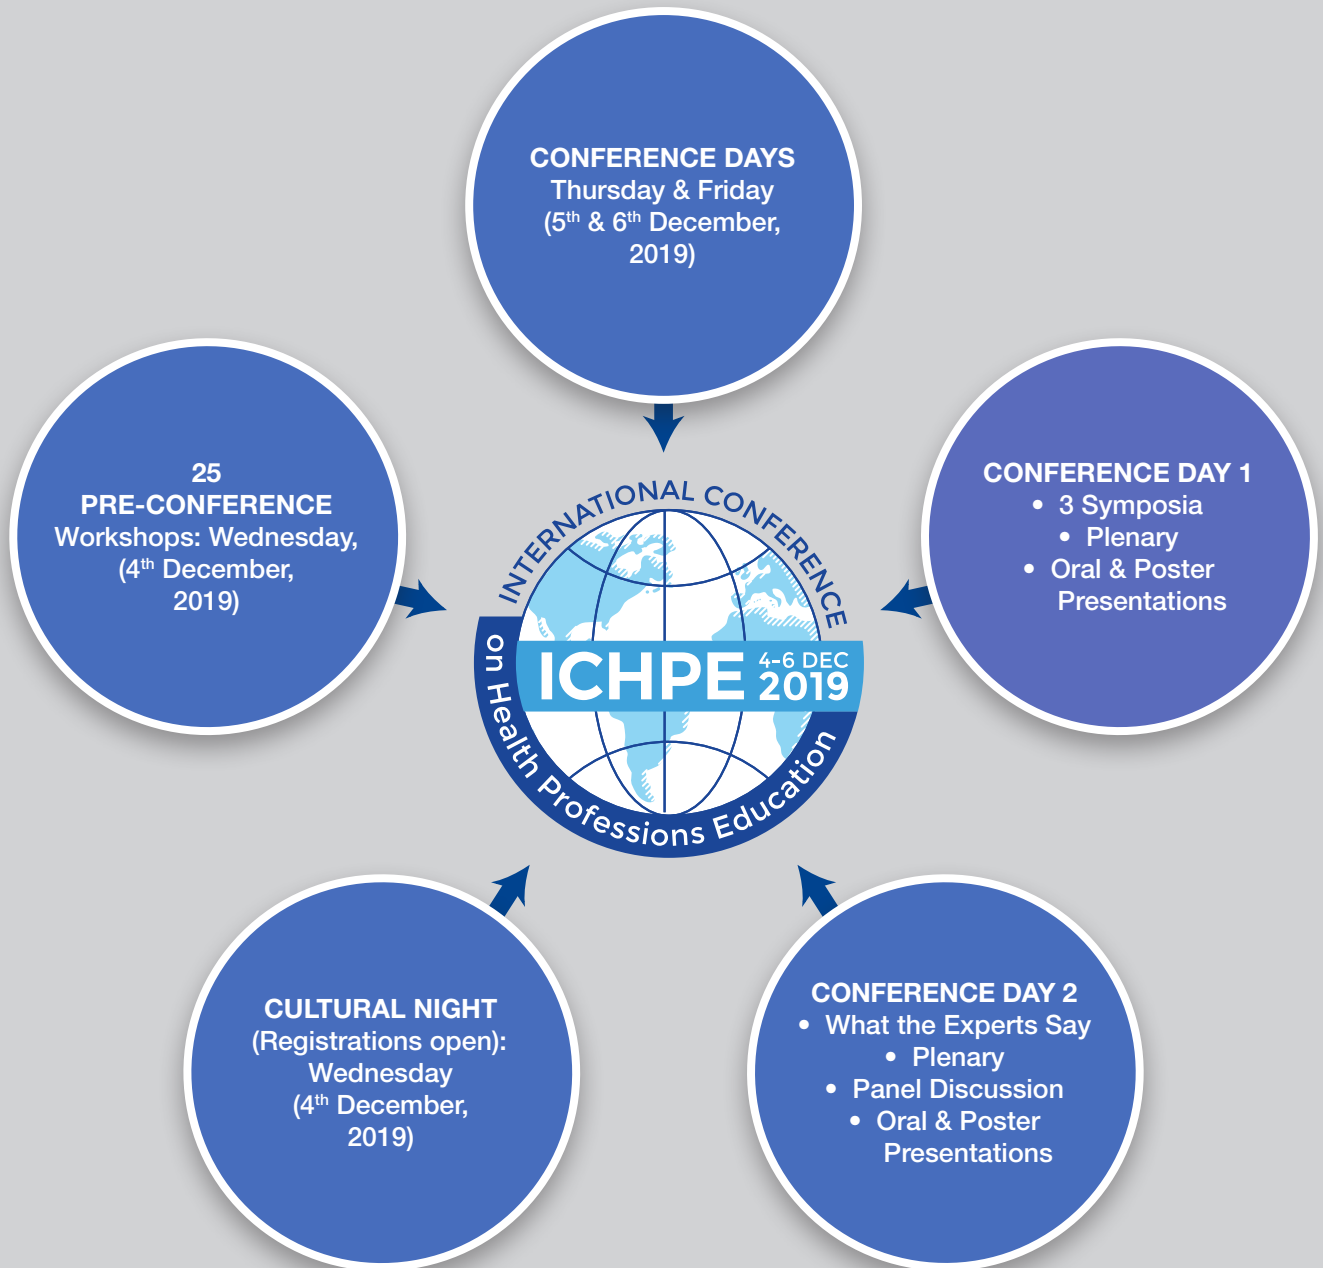 CONFERENCE DAYS
Thursday & Friday
(5th & 6th December,
2019)
25
PRE-CONFERENCE
Workshops: Wednesday,
(4th December,
2019)
INTERNATIONAL CONFERENCE
ICHPE 4-6 DEC
2019
on Health Professions Education
CONFERENCE DAY 1
• 3 Symposia
• Plenary
• Oral & Poster
Presentations
CULTURAL NIGHT
(Registrations open):
Wednesday
(4th December,
2019)
CONFERENCE DAY 2
• What the Experts Say
• Plenary
• Panel Discussion
• Oral & Poster
Presentations